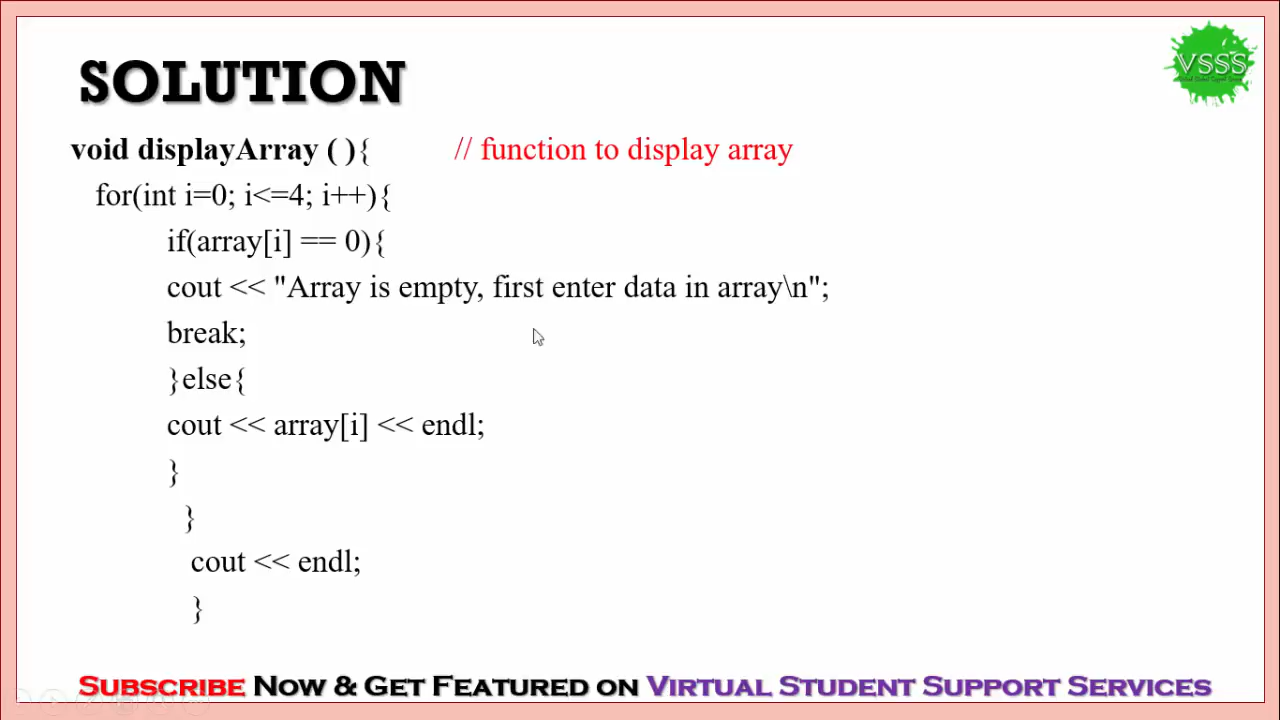 SOLUTION
VSSS
void displayArray ( ){ // function to display array
for(int i=0; i<=4; i++){
if(array[i] == 0){
cout << "Array is empty, first enter data in array\n";
break;
}else{
cout << array[i] << endl;
}
}
cout << endl;
}
SUBSCRIBE NOW & GET FEATURED ON VIRTUAL STUDENT SUPPORT SERVICES